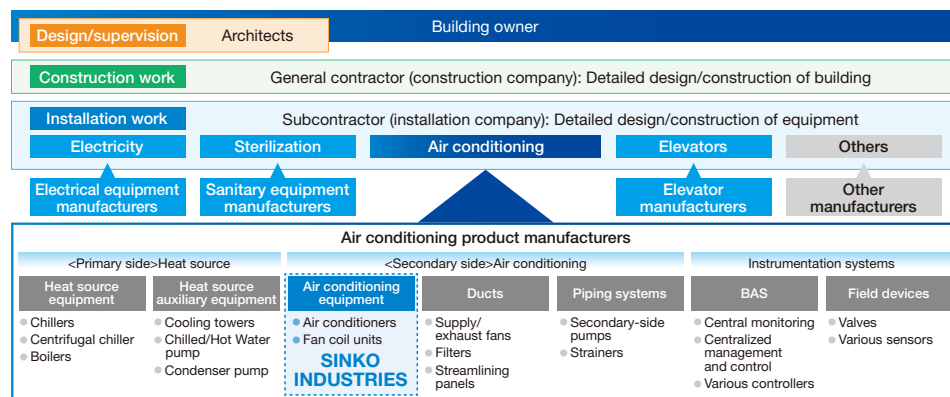 Building owner
Design/supervision Architects
Construction work General contractor (construction company): Detailed design/construction of building
Installation work Subcontractor (installation company): Detailed design/construction of equipment
Electricity Sterilization Air conditioning Elevators Others
Electrical equipment
manufacturers
Sanitary equipment
manufacturers
Elevator
manufacturers
Other
manufacturers
Air conditioning product manufacturers
<Primary side>Heat source
<Secondary side>Air conditioning
Instrumentation systems
Heat source
equipment
Chillers
Centrifugal chiller
Boilers
Heat source
auxiliary equipment
Cooling towers
Chilled/Hot Water
pump
Condenser pump
Air conditioning
equipment
Air conditioners
Fan coil units
SINKO
INDUSTRIES
Ducts
Supply/
exhaust fans
Filters
Streamlining
panels
Piping systems
Secondary-side
pumps
Strainers
BAS
Central monitoring
Centralized
management
and control
Various controllers
Field devices
Valves
Various sensors